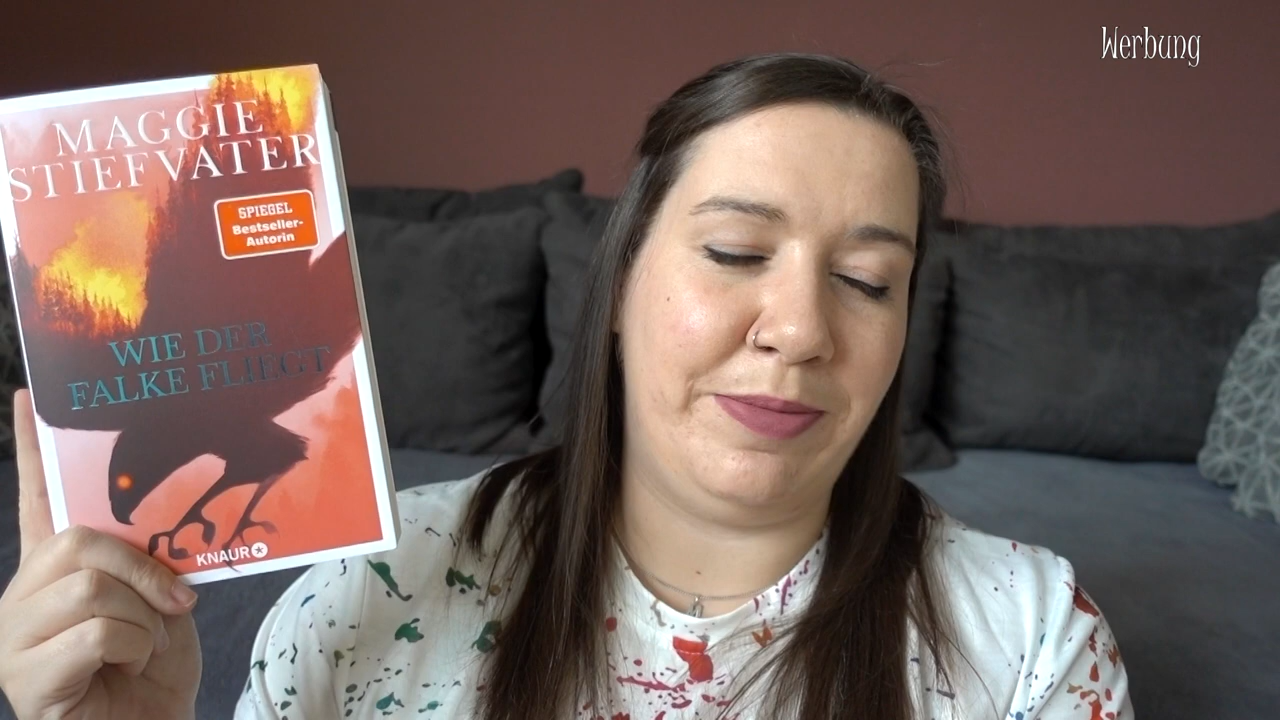 MAGGIE
STIEFVATER
SPIEGEL
Bestseller-
Autorin
WIE DER
FALKE FLIEGT
KNAUR
Werbung